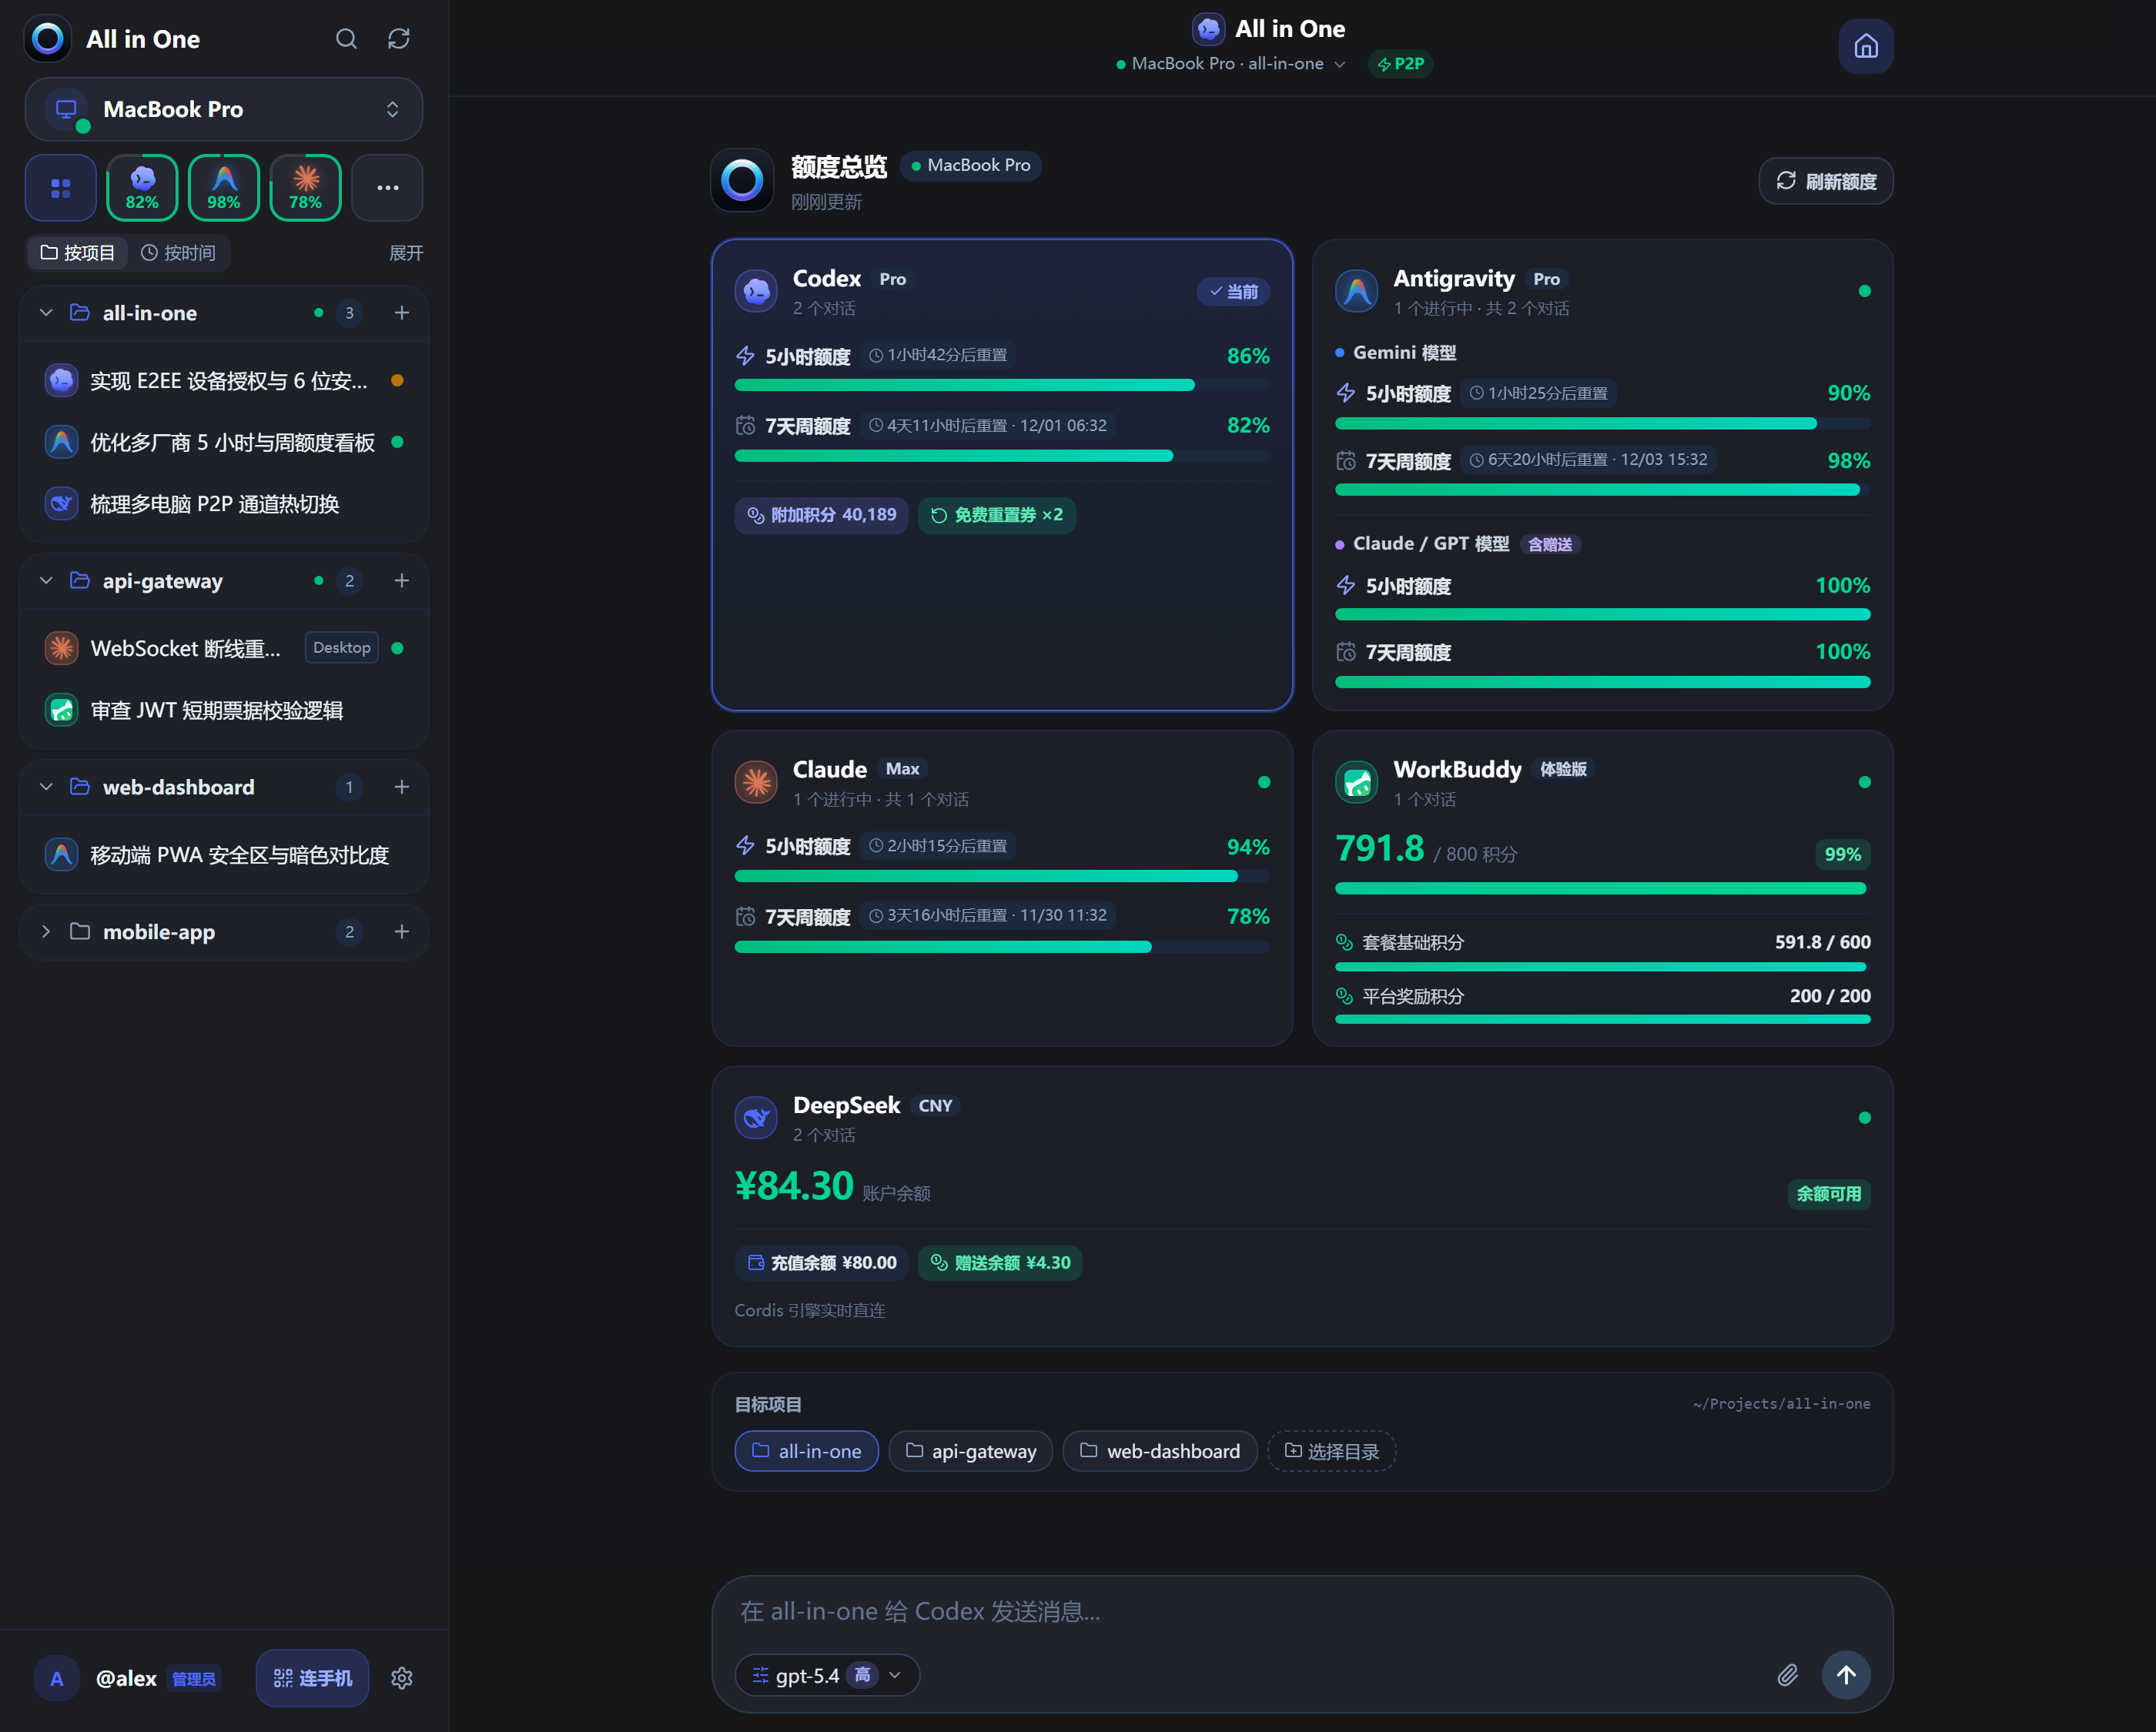 All in One
MacBook Pro
82%
98%
78%
按项目
按时间
展开
all-in-one
3
实现 E2EE 设备授权与 6 位安...
优化多厂商 5 小时与周额度看板
梳理多电脑 P2P 通道热切换
api-gateway
2
WebSocket 断线重...
Desktop
审查 JWT 短期票据校验逻辑
web-dashboard
1
移动端 PWA 安全区与暗色对比度
mobile-app
2
A
@alex
管理员
连手机
All in One
MacBook Pro · all-in-one
P2P
额度总览
MacBook Pro
刚刚更新
刷新额度
Codex Pro
2 个对话
当前
5小时额度 1小时42分后重置 86%
7天周额度 4天11小时后重置 · 12/01 06:32 82%
附加积分 40,189
免费重置券 ×2
Antigravity Pro
1 个进行中 · 共 2 个对话
Gemini 模型
5小时额度 1小时25分后重置 90%
7天周额度 6天20小时后重置 · 12/03 15:32 98%
Claude / GPT 模型 含赠送
5小时额度 100%
7天周额度 100%
Claude Max
1 个进行中 · 共 1 个对话
5小时额度 2小时15分后重置 94%
7天周额度 3天16小时后重置 · 11/30 11:32 78%
WorkBuddy 体验版
1 个对话
791.8 / 800 积分 99%
套餐基础积分 591.8 / 600
平台奖励积分 200 / 200
DeepSeek CNY
2 个对话
¥84.30 账户余额
余额可用
充值余额 ¥80.00
赠送余额 ¥4.30
Cordis 引擎实时直连
目标项目
~/Projects/all-in-one
all-in-one
api-gateway
web-dashboard
选择目录
在 all-in-one 给 Codex 发送消息...
gpt-5.4 高